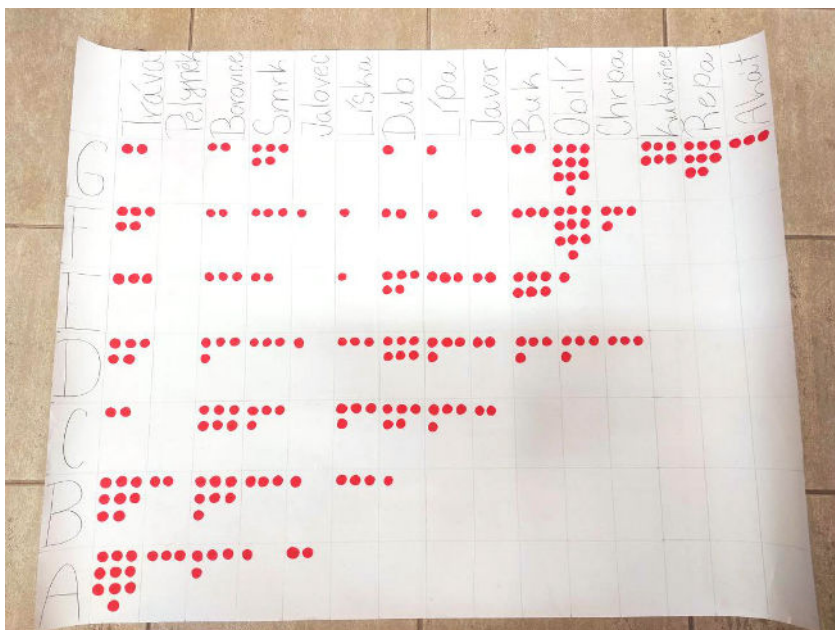 Tráva
Pelyněk
Borovice
Smrk
Jalovec
Líska
Dub
Lípa
Javor
Buk
Obilí
Chrpa
Kukuřice
Řepa
G
D
C
B
A